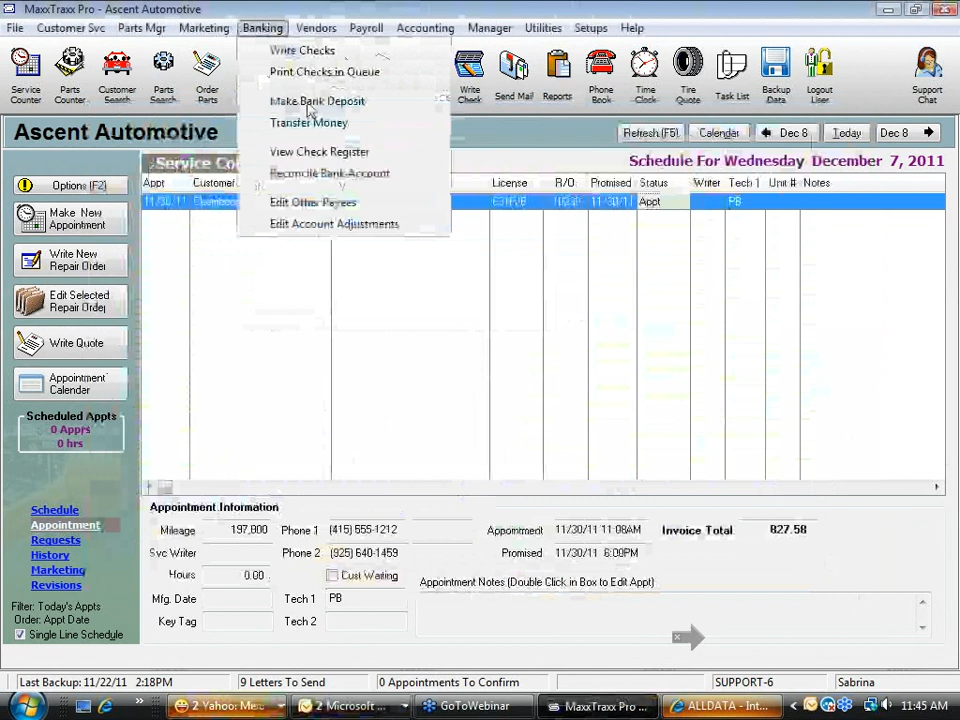 MaxxTraxx Pro - Ascent Automotive
File Customer Svc Parts Mgr Marketing Banking Vendors Payroll Accounting Manager Utilities Setups Help
Write Checks
Print Checks in Queue
Make Bank Deposit
Transfer Money
View Check Register
Reconcile Bank Account
Edit Other Payees
Edit Account Adjustments
Service Counter
Parts Counter
Customer Search
Parts Search
Order Parts
Write Check
Send Mail
Reports
Phone Book
Time Clock
Tire Quote
Task List
Backup Data
Logout User
Support Chat
Ascent Automotive
Refresh (F5) Calendar Dec 8 Today Dec 8
Schedule For Wednesday December 7, 2011
Appt Customer License R/O Promised Status Writer Tech 1 Unit # Notes
11/30/11 Appt PB
Options (F2)
Make New Appointment
Write New Repair Order
Edit Selected Repair Order
Write Quote
Appointment Calendar
Scheduled Appts
0 Apprs
0 hrs
Schedule
Appointment
Requests
History
Marketing
Revisions
Filter: Today's Appts
Order: Appt Date
Single Line Schedule
Appointment Information
Mileage 197,000 Phone 1 (415) 555-1212 Appointment 11/30/11 11:08AM Invoice Total 827.58
Svc Writer Phone 2 (925) 640-1459 Promised 11/30/11 6:00PM
Hours 0.00 Cust Waiting Appointment Notes (Double Click in Box to Edit Appt)
Mfg. Date Tech 1 PB
Key Tag Tech 2
Last Backup: 11/22/11 2:18PM 9 Letters To Send 0 Appointments To Confirm SUPPORT-6 Sabrina
2 Yahoo! Mes... 2 Microsoft ... GoToWebinar MaxxTraxx Pro ... ALLDATA - Int... 11:45 AM